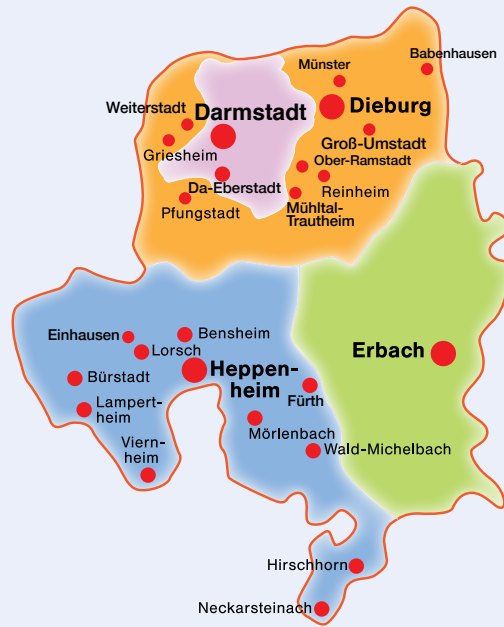 Babenhausen
Münster
Weiterstadt
Darmstadt
Dieburg
Griesheim
Groß-Umstadt
Ober-Ramstadt
Da-Eberstadt
Reinheim
Pfungstadt
Mühltal-
Trautheim
Einhausen
Bensheim
Lorsch
Erbach
Bürstadt
Heppen-
heim
Fürth
Lampert-
heim
Mörlenbach
Viern-
heim
Wald-Michelbach
Hirschhorn
Neckarsteinach